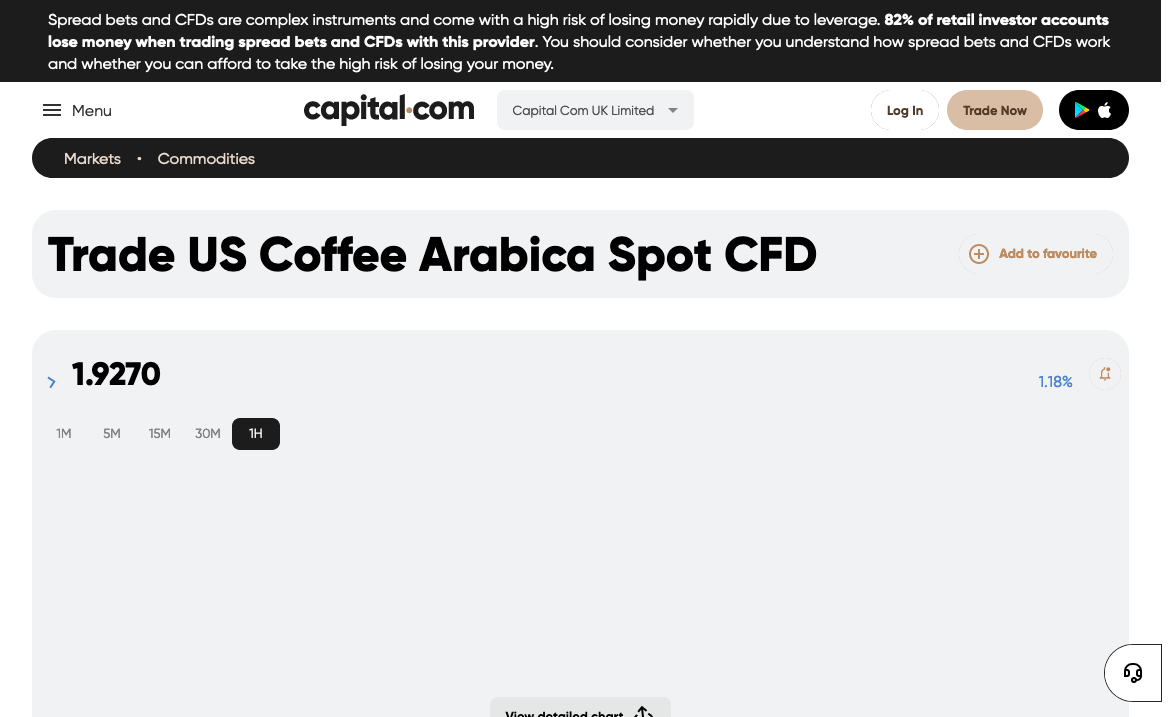 Spread bets and CFDs are complex instruments and come with a high risk of losing money rapidly due to leverage. 82% of retail investor accounts
lose money when trading spread bets and CFDs with this provider. You should consider whether you understand how spread bets and CFDs work
and whether you can afford to take the high risk of losing your money.
Menu
capital.com
Capital Com UK Limited
Log In
Trade Now
Markets • Commodities
Trade US Coffee Arabica Spot CFD
Add to favourite
1.9270
1.18%
1M 5M 15M 30M 1H
View detailed chart